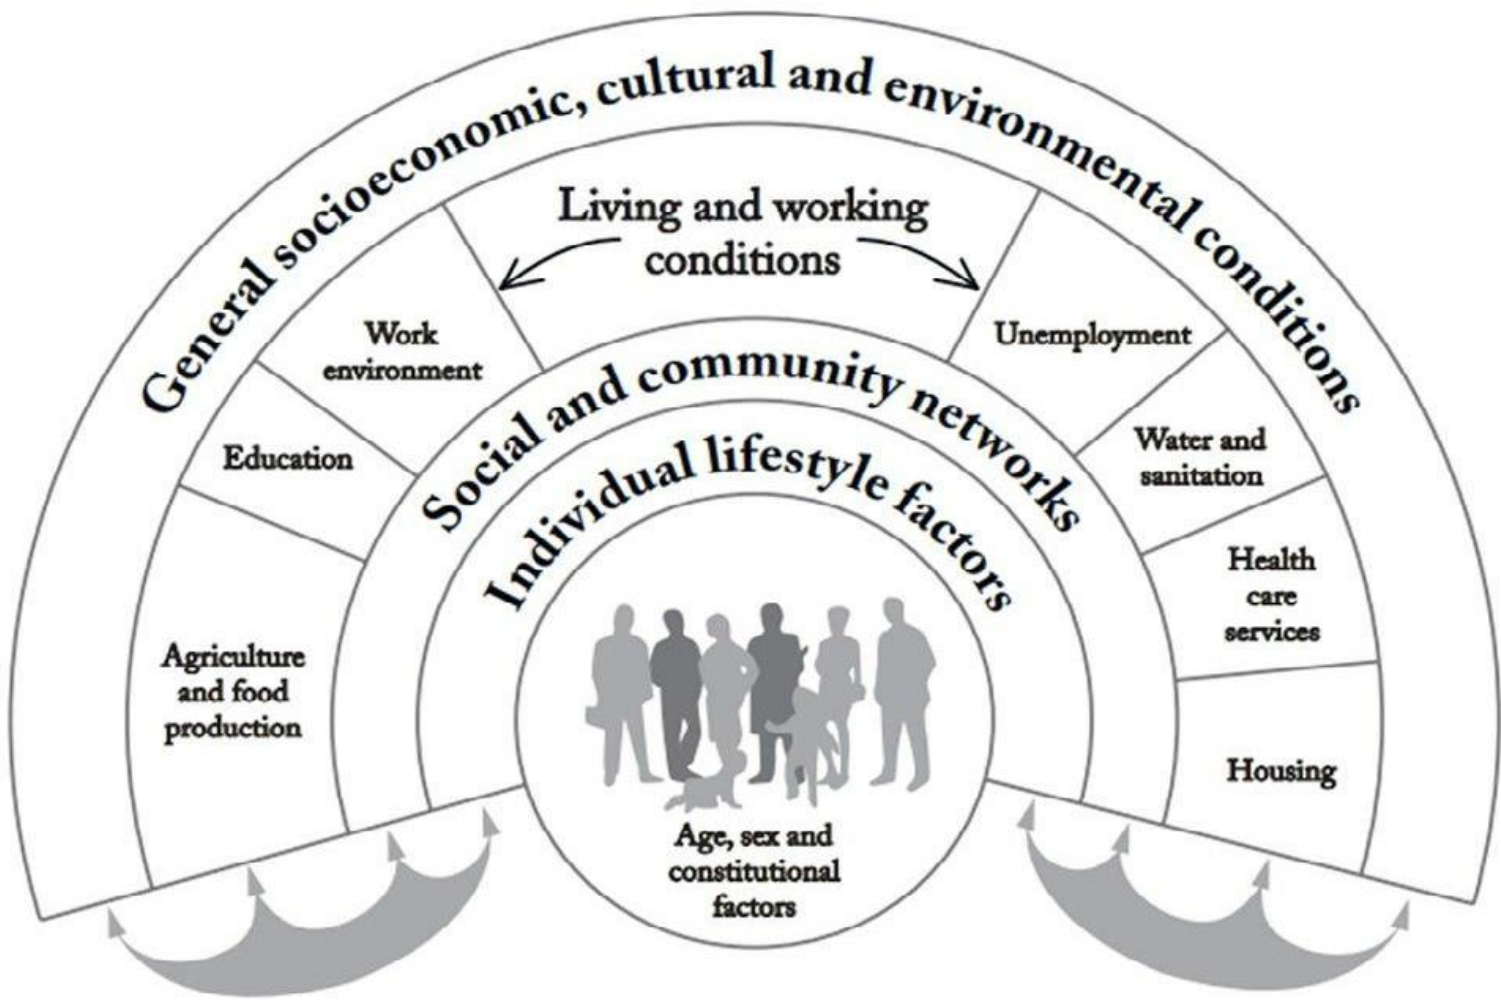 General socioeconomic, cultural and environmental conditions
Living and working
conditions
Work
environment
Unemployment
Education
Water and
sanitation
Agriculture
and food
production
Health
care
services
Housing
Social and community networks
Individual lifestyle factors
Age, sex and
constitutional
factors